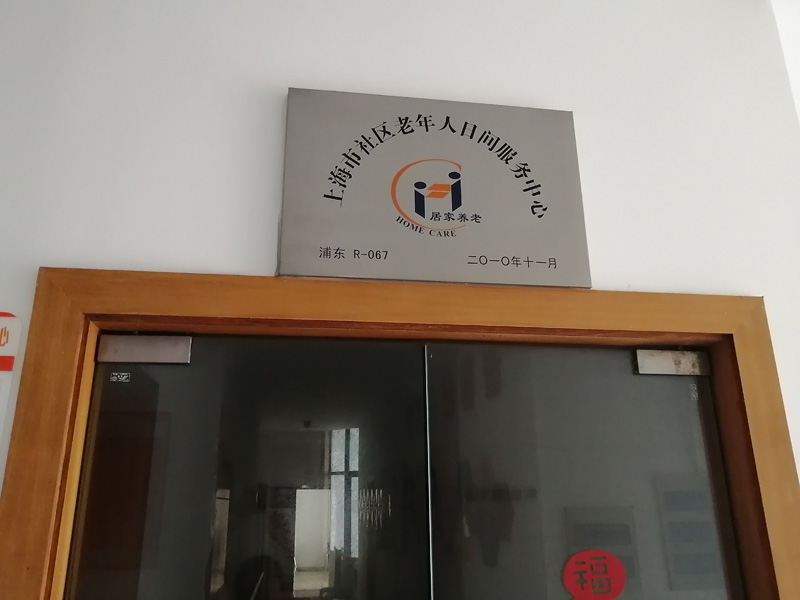 上海市社区老年人日间服务中心
居家养老
HOME CARE
浦东 R-067
二〇一〇年十一月
心
福